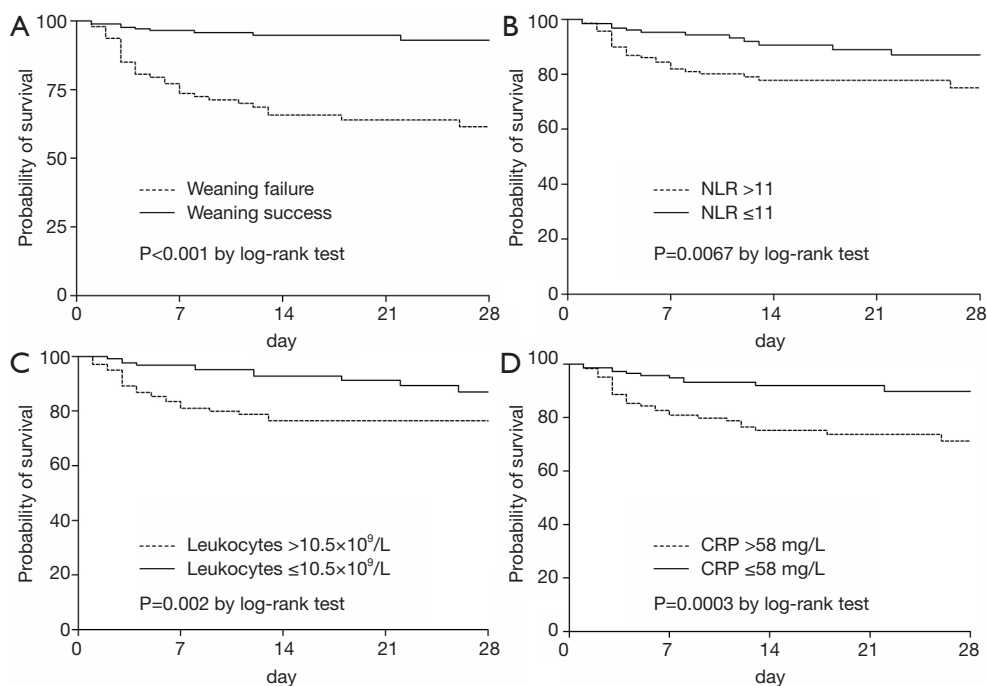 A
Probability of survival
100
75
50
25
0
Weaning failure
Weaning success
P<0.001 by log-rank test
0 7 14 21 28
day
B
Probability of survival
100
80
60
40
20
0
NLR >11
NLR ≤11
P=0.0067 by log-rank test
0 7 14 21 28
day
C
Probability of survival
100
80
60
40
20
0
Leukocytes >10.5×10⁹/L
Leukocytes ≤10.5×10⁹/L
P=0.002 by log-rank test
0 7 14 21 28
day
D
Probability of survival
100
80
60
40
20
0
CRP >58 mg/L
CRP ≤58 mg/L
P=0.0003 by log-rank test
0 7 14 21 28
day